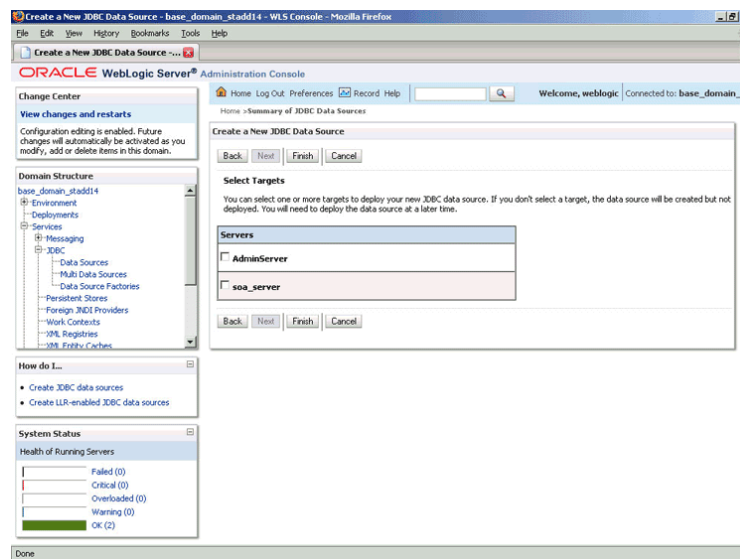 Create a New JDBC Data Source - base_domain_stadd14 - WLS Console - Mozilla Firefox
File Edit View History Bookmarks Tools Help
Create a New JDBC Data Source -...
ORACLE WebLogic Server® Administration Console
Change Center
View changes and restarts
Configuration editing is enabled. Future
changes will automatically be activated as you
modify, add or delete items in this domain.
Domain Structure
base_domain_stadd14
Environment
Deployments
Services
Messaging
JDBC
Data Sources
Multi Data Sources
Data Source Factories
Persistent Stores
Foreign JNDI Providers
Work Contexts
XML Registries
XML Entity Caches
How do I...
Create JDBC data sources
Create LLR-enabled JDBC data sources
System Status
Health of Running Servers
Failed (0)
Critical (0)
Overloaded (0)
Warning (0)
OK (2)
Home Log Out Preferences Record Help
Welcome, weblogic Connected to: base_domain_
Home >Summary of JDBC Data Sources
Create a New JDBC Data Source
Back Next Finish Cancel
Select Targets
You can select one or more targets to deploy your new JDBC data source. If you don't select a target, the data source will be created but not
deployed. You will need to deploy the data source at a later time.
Servers
AdminServer
soa_server
Back Next Finish Cancel
Done